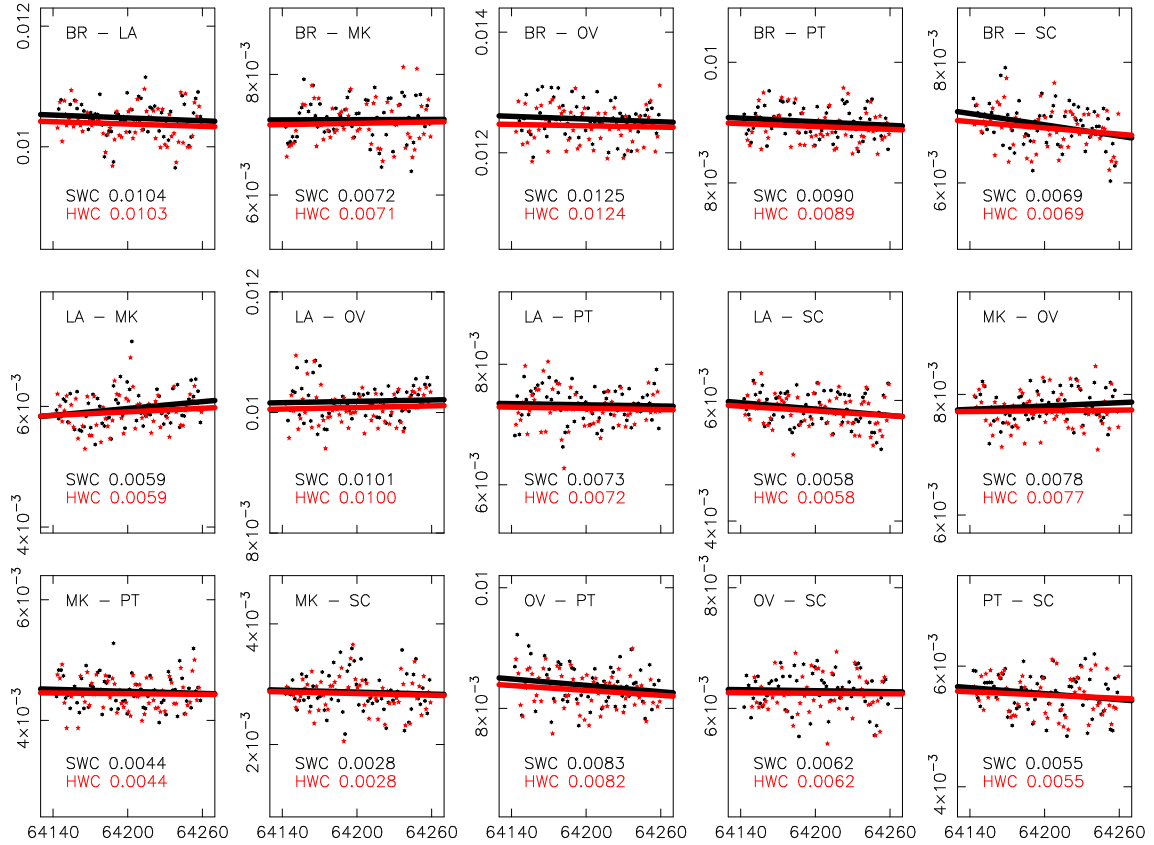 BR − LA
0.012
0.01
SWC 0.0104
HWC 0.0103
BR − MK
8×10⁻³
6×10⁻³
SWC 0.0072
HWC 0.0071
BR − OV
0.014
0.012
SWC 0.0125
HWC 0.0124
BR − PT
0.01
8×10⁻³
SWC 0.0090
HWC 0.0089
BR − SC
8×10⁻³
6×10⁻³
SWC 0.0069
HWC 0.0069
LA − MK
6×10⁻³
4×10⁻³
SWC 0.0059
HWC 0.0059
LA − OV
0.012
0.01
8×10⁻³
SWC 0.0101
HWC 0.0100
LA − PT
8×10⁻³
6×10⁻³
SWC 0.0073
HWC 0.0072
LA − SC
6×10⁻³
4×10⁻³
SWC 0.0058
HWC 0.0058
MK − OV
8×10⁻³
6×10⁻³
SWC 0.0078
HWC 0.0077
MK − PT
6×10⁻³
4×10⁻³
SWC 0.0044
HWC 0.0044
MK − SC
4×10⁻³
2×10⁻³
SWC 0.0028
HWC 0.0028
OV − PT
0.01
8×10⁻³
SWC 0.0083
HWC 0.0082
OV − SC
8×10⁻³
6×10⁻³
SWC 0.0062
HWC 0.0062
PT − SC
6×10⁻³
4×10⁻³
SWC 0.0055
HWC 0.0055
64140 64200 64260
64140 64200 64260
64140 64200 64260
64140 64200 64260
64140 64200 64260